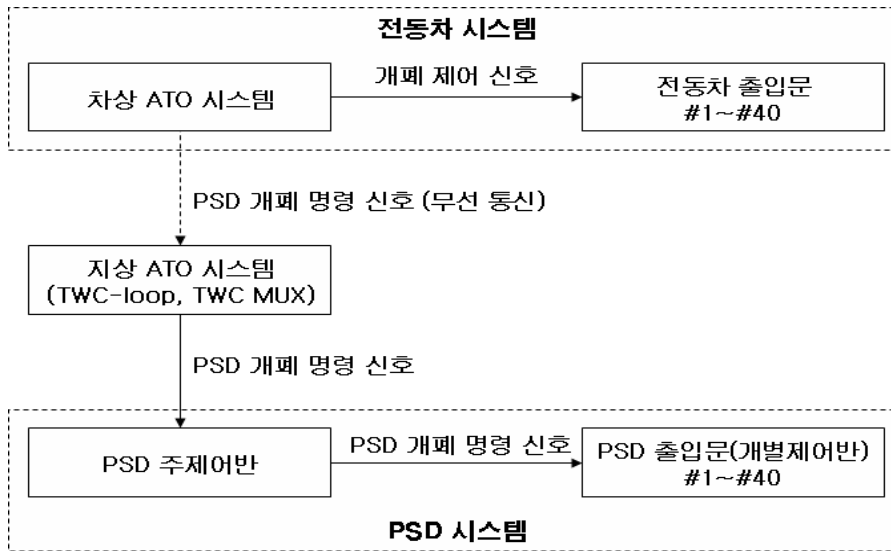 전동차 시스템
차상 ATO 시스템
개폐 제어 신호
전동차 출입문
#1~#40
PSD 개폐 명령 신호 (무선 통신)
지상 ATO 시스템
(TWC-loop, TWC MUX)
PSD 개폐 명령 신호
PSD 주제어반
PSD 개폐 명령 신호
PSD 출입문(개별제어반)
#1~#40
PSD 시스템